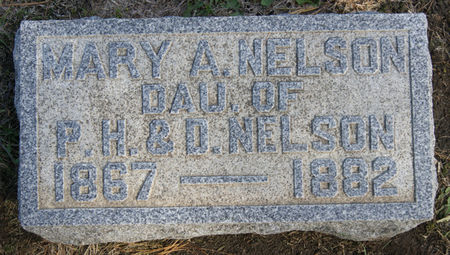 MARY A. NELSON
DAU. OF
P. H. & D. NELSON
1867 — 1882